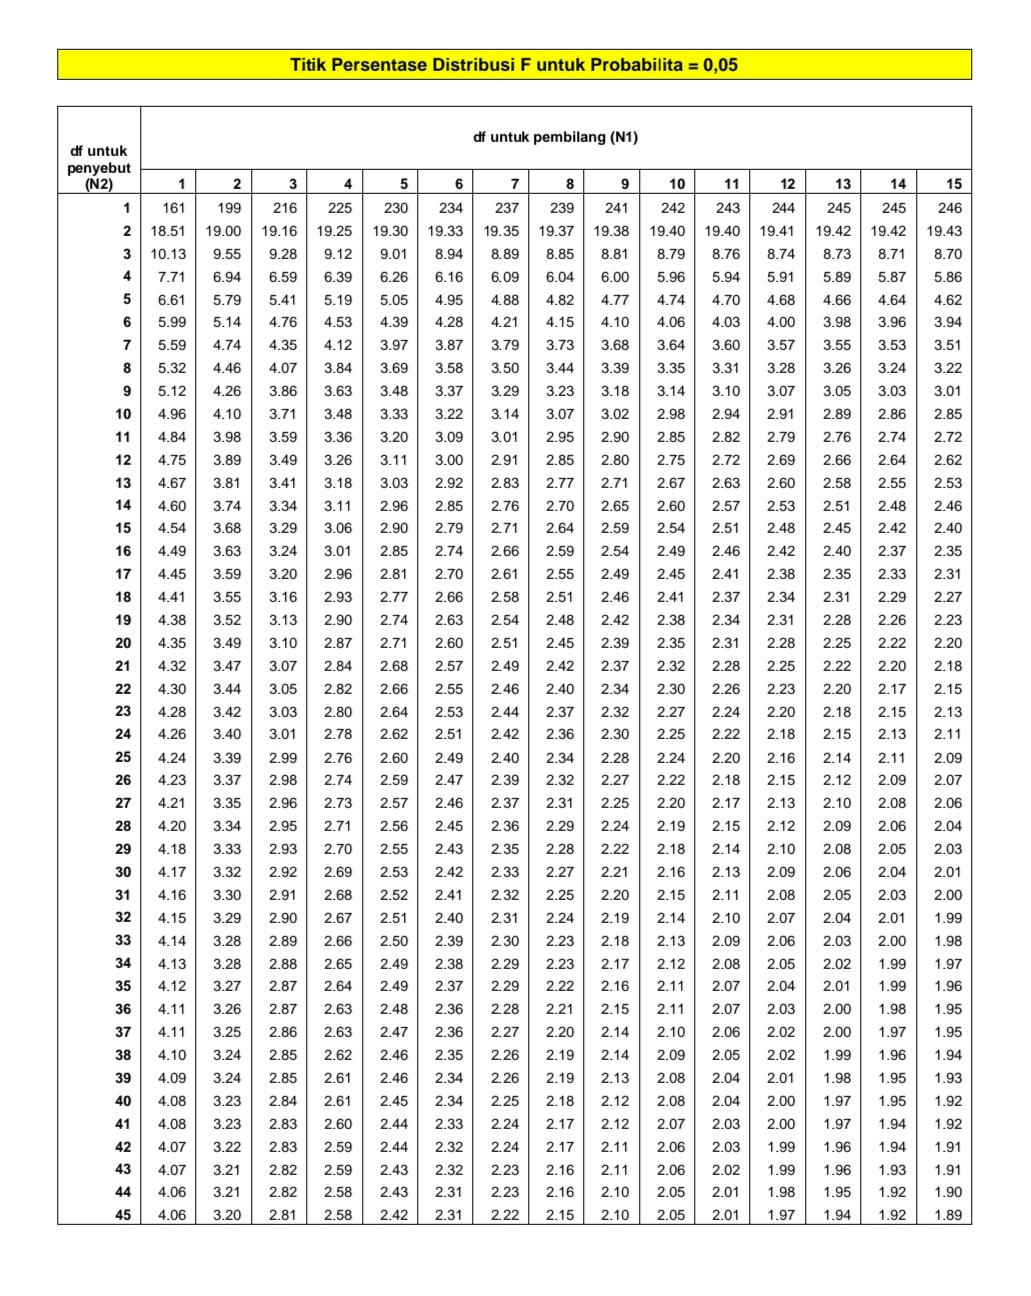 Titik Persentase Distribusi F untuk Probabilita = 0,05
df untuk penyebut (N2)
df untuk pembilang (N1)
1 2 3 4 5 6 7 8 9 10 11 12 13 14 15
1 161 199 216 225 230 234 237 239 241 242 243 244 245 245 246
2 18.51 19.00 19.16 19.25 19.30 19.33 19.35 19.37 19.38 19.40 19.40 19.41 19.42 19.42 19.43
3 10.13 9.55 9.28 9.12 9.01 8.94 8.89 8.85 8.81 8.79 8.76 8.74 8.73 8.71 8.70
4 7.71 6.94 6.59 6.39 6.26 6.16 6.09 6.04 6.00 5.96 5.94 5.91 5.89 5.87 5.86
5 6.61 5.79 5.41 5.19 5.05 4.95 4.88 4.82 4.77 4.74 4.70 4.68 4.66 4.64 4.62
6 5.99 5.14 4.76 4.53 4.39 4.28 4.21 4.15 4.10 4.06 4.03 4.00 3.98 3.96 3.94
7 5.59 4.74 4.35 4.12 3.97 3.87 3.79 3.73 3.68 3.64 3.60 3.57 3.55 3.53 3.51
8 5.32 4.46 4.07 3.84 3.69 3.58 3.50 3.44 3.39 3.35 3.31 3.28 3.26 3.24 3.22
9 5.12 4.26 3.86 3.63 3.48 3.37 3.29 3.23 3.18 3.14 3.10 3.07 3.05 3.03 3.01
10 4.96 4.10 3.71 3.48 3.33 3.22 3.14 3.07 3.02 2.98 2.94 2.91 2.89 2.86 2.85
11 4.84 3.98 3.59 3.36 3.20 3.09 3.01 2.95 2.90 2.85 2.82 2.79 2.76 2.74 2.72
12 4.75 3.89 3.49 3.26 3.11 3.00 2.91 2.85 2.80 2.75 2.72 2.69 2.66 2.64 2.62
13 4.67 3.81 3.41 3.18 3.03 2.92 2.83 2.77 2.71 2.67 2.63 2.60 2.58 2.55 2.53
14 4.60 3.74 3.34 3.11 2.96 2.85 2.76 2.70 2.65 2.60 2.57 2.53 2.51 2.48 2.46
15 4.54 3.68 3.29 3.06 2.90 2.79 2.71 2.64 2.59 2.54 2.51 2.48 2.45 2.42 2.40
16 4.49 3.63 3.24 3.01 2.85 2.74 2.66 2.59 2.54 2.49 2.46 2.42 2.40 2.37 2.35
17 4.45 3.59 3.20 2.96 2.81 2.70 2.61 2.55 2.49 2.45 2.41 2.38 2.35 2.33 2.31
18 4.41 3.55 3.16 2.93 2.77 2.66 2.58 2.51 2.46 2.41 2.37 2.34 2.31 2.29 2.27
19 4.38 3.52 3.13 2.90 2.74 2.63 2.54 2.48 2.42 2.38 2.34 2.31 2.28 2.26 2.23
20 4.35 3.49 3.10 2.87 2.71 2.60 2.51 2.45 2.39 2.35 2.31 2.28 2.25 2.22 2.20
21 4.32 3.47 3.07 2.84 2.68 2.57 2.49 2.42 2.37 2.32 2.28 2.25 2.22 2.20 2.18
22 4.30 3.44 3.05 2.82 2.66 2.55 2.46 2.40 2.34 2.30 2.26 2.23 2.20 2.17 2.15
23 4.28 3.42 3.03 2.80 2.64 2.53 2.44 2.37 2.32 2.27 2.24 2.20 2.18 2.15 2.13
24 4.26 3.40 3.01 2.78 2.62 2.51 2.42 2.36 2.30 2.25 2.22 2.18 2.15 2.13 2.11
25 4.24 3.39 2.99 2.76 2.60 2.49 2.40 2.34 2.28 2.24 2.20 2.16 2.14 2.11 2.09
26 4.23 3.37 2.98 2.74 2.59 2.47 2.39 2.32 2.27 2.22 2.18 2.15 2.12 2.09 2.07
27 4.21 3.35 2.96 2.73 2.57 2.46 2.37 2.31 2.25 2.20 2.17 2.13 2.10 2.08 2.06
28 4.20 3.34 2.95 2.71 2.56 2.45 2.36 2.29 2.24 2.19 2.15 2.12 2.09 2.06 2.04
29 4.18 3.33 2.93 2.70 2.55 2.43 2.35 2.28 2.22 2.18 2.14 2.10 2.08 2.05 2.03
30 4.17 3.32 2.92 2.69 2.53 2.42 2.33 2.27 2.21 2.16 2.13 2.09 2.06 2.04 2.01
31 4.16 3.30 2.91 2.68 2.52 2.41 2.32 2.25 2.20 2.15 2.11 2.08 2.05 2.03 2.00
32 4.15 3.29 2.90 2.67 2.51 2.40 2.31 2.24 2.19 2.14 2.10 2.07 2.04 2.01 1.99
33 4.14 3.28 2.89 2.66 2.50 2.39 2.30 2.23 2.18 2.13 2.09 2.06 2.03 2.00 1.98
34 4.13 3.28 2.88 2.65 2.49 2.38 2.29 2.23 2.17 2.12 2.08 2.05 2.02 1.99 1.97
35 4.12 3.27 2.87 2.64 2.49 2.37 2.29 2.22 2.16 2.11 2.07 2.04 2.01 1.99 1.96
36 4.11 3.26 2.87 2.63 2.48 2.36 2.28 2.21 2.15 2.11 2.07 2.03 2.00 1.98 1.95
37 4.11 3.25 2.86 2.63 2.47 2.36 2.27 2.20 2.14 2.10 2.06 2.02 2.00 1.97 1.95
38 4.10 3.24 2.85 2.62 2.46 2.35 2.26 2.19 2.14 2.09 2.05 2.02 1.99 1.96 1.94
39 4.09 3.24 2.85 2.61 2.46 2.34 2.26 2.19 2.13 2.08 2.04 2.01 1.98 1.95 1.93
40 4.08 3.23 2.84 2.61 2.45 2.34 2.25 2.18 2.12 2.08 2.04 2.00 1.97 1.95 1.92
41 4.08 3.23 2.83 2.60 2.44 2.33 2.24 2.17 2.12 2.07 2.03 2.00 1.97 1.94 1.92
42 4.07 3.22 2.83 2.59 2.44 2.32 2.24 2.17 2.11 2.06 2.03 1.99 1.96 1.94 1.91
43 4.07 3.21 2.82 2.59 2.43 2.32 2.23 2.16 2.11 2.06 2.02 1.99 1.96 1.93 1.91
44 4.06 3.21 2.82 2.58 2.43 2.31 2.23 2.16 2.10 2.05 2.01 1.98 1.95 1.92 1.90
45 4.06 3.20 2.81 2.58 2.42 2.31 2.22 2.15 2.10 2.05 2.01 1.97 1.94 1.92 1.89